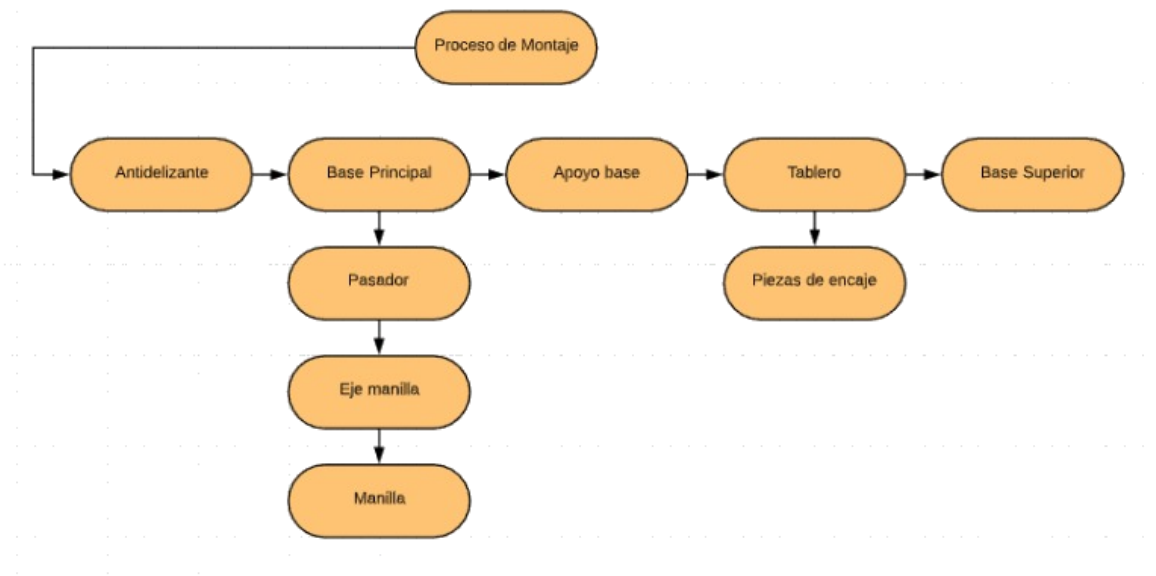 Proceso de Montaje
Antidelizante
Base Principal
Apoyo base
Tablero
Base Superior
Pasador
Piezas de encaje
Eje manilla
Manilla